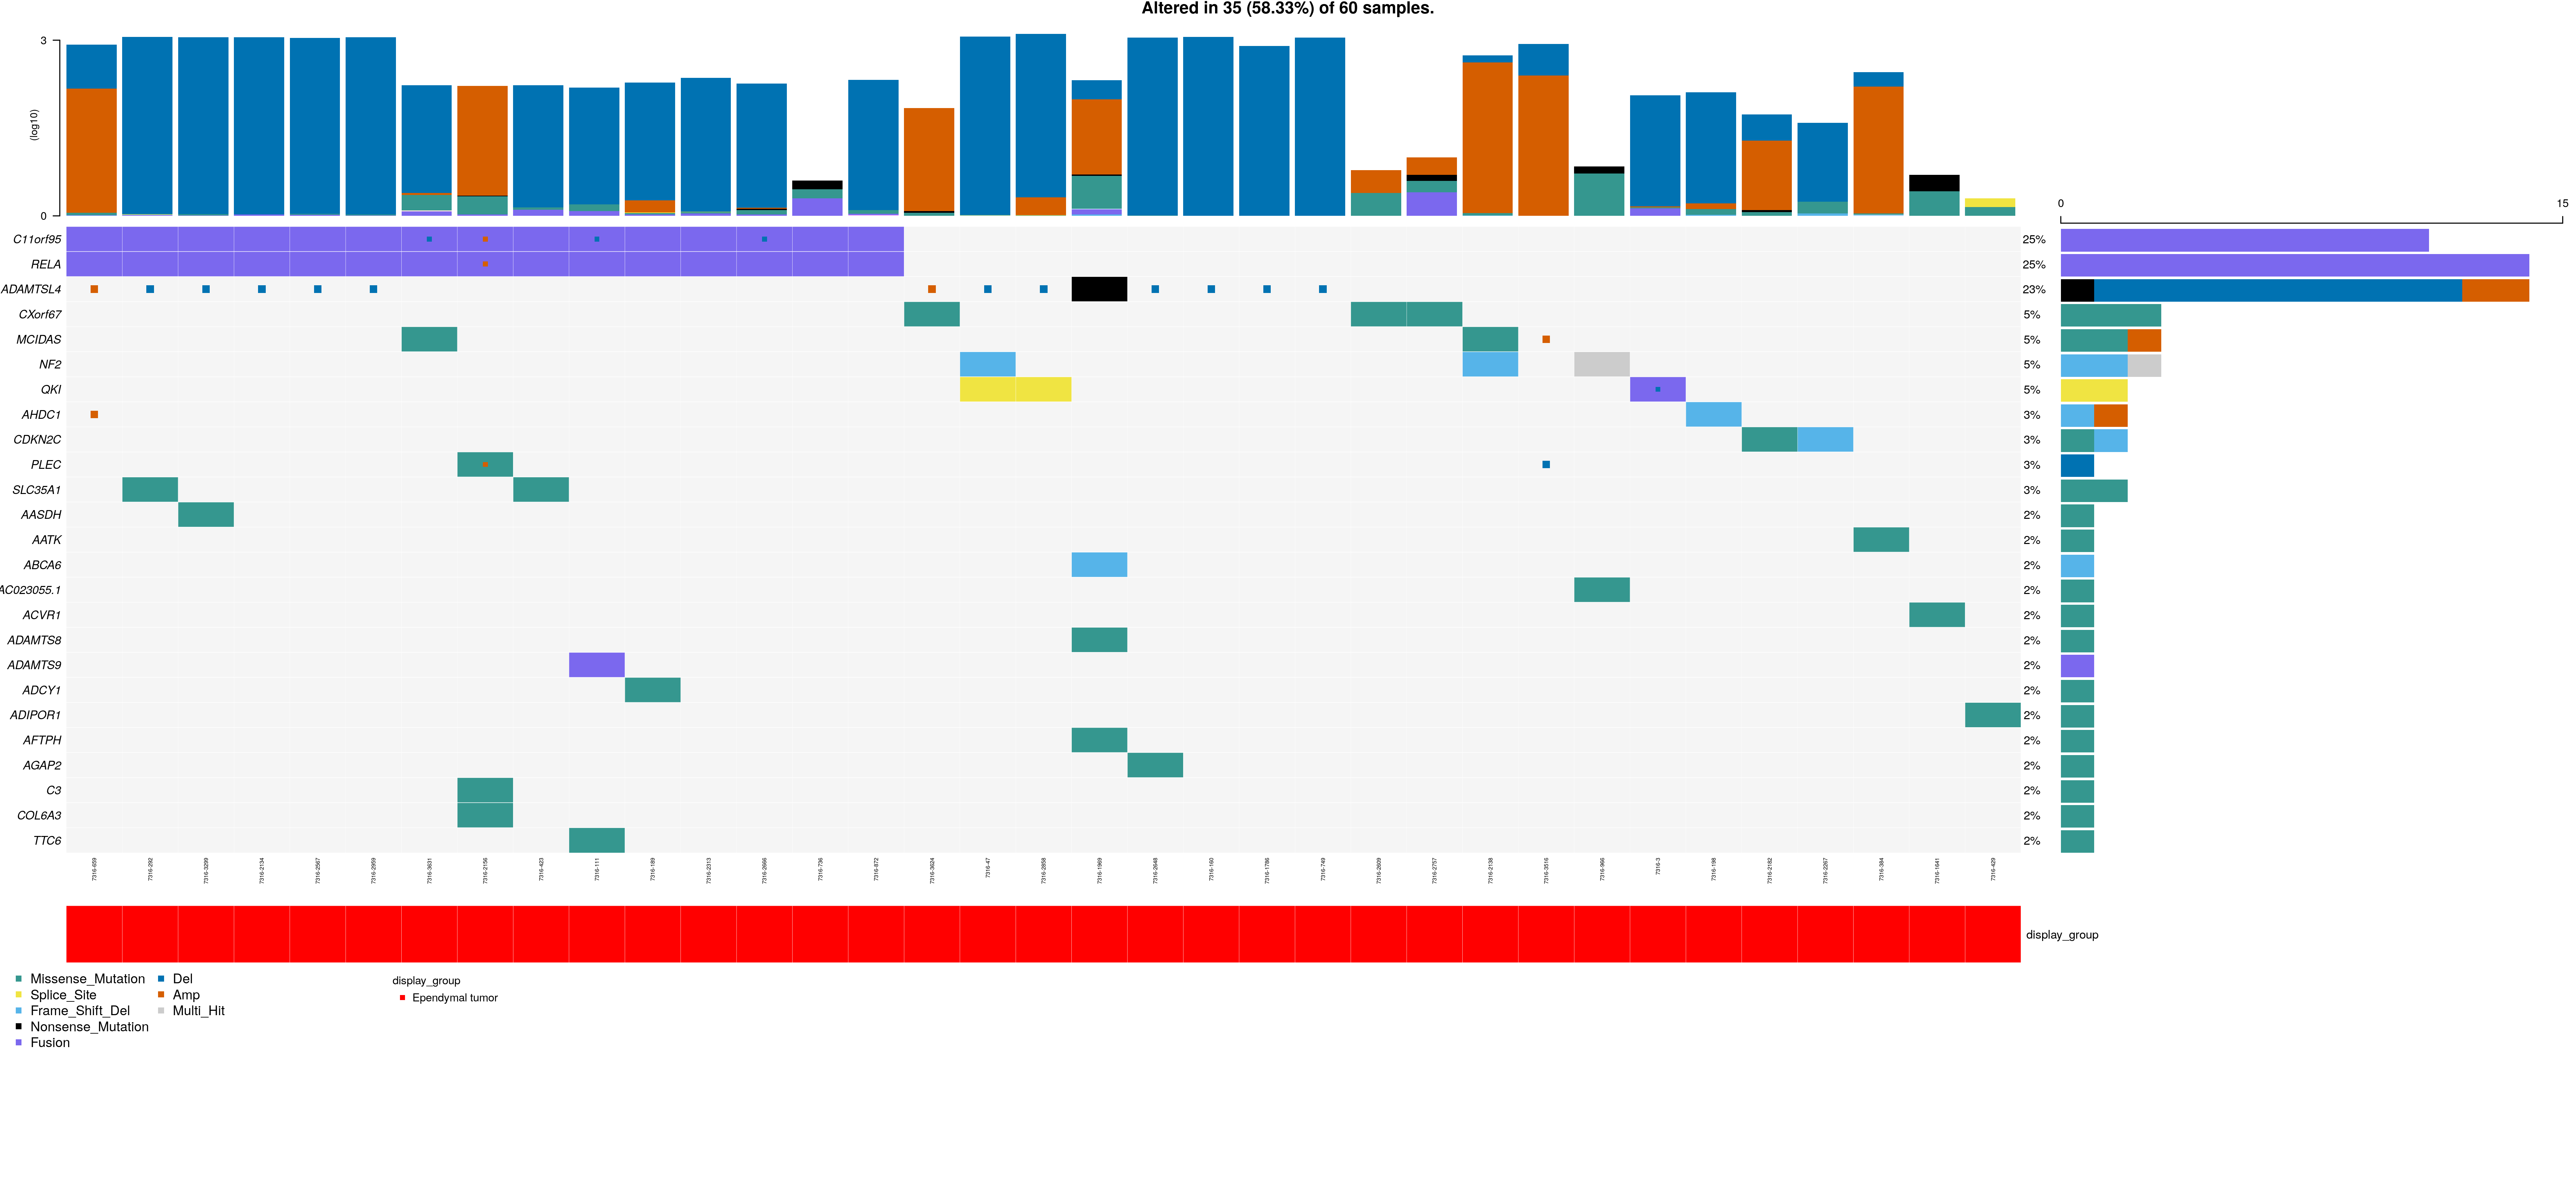 Altered in 35 (58.33%) of 60 samples.
3
(log10)
0
0 15
C11orf95 25%
RELA 25%
ADAMTSL4 23%
CXorf67 5%
MCIDAS 5%
NF2 5%
QKI 5%
AHDC1 3%
CDKN2C 3%
PLEC 3%
SLC35A1 3%
AASDH 2%
AATK 2%
ABCA6 2%
AC023055.1 2%
ACVR1 2%
ADAMTS8 2%
ADAMTS9 2%
ADCY1 2%
ADIPOR1 2%
AFTPH 2%
AGAP2 2%
C3 2%
COL6A3 2%
TTC6 2%
7316-659
7316-292
7316-3299
7316-2134
7316-2567
7316-2959
7316-3631
7316-2156
7316-423
7316-111
7316-189
7316-2313
7316-2666
7316-736
7316-872
7316-3624
7316-47
7316-2858
7316-1969
7316-2648
7316-160
7316-1786
7316-749
7316-2609
7316-2757
7316-2138
7316-3516
7316-966
7316-3
7316-198
7316-2182
7316-2267
7316-384
7316-1641
7316-429
display_group
Missense_Mutation Del
Splice_Site Amp
Frame_Shift_Del Multi_Hit
Nonsense_Mutation
Fusion
display_group
Ependymal tumor